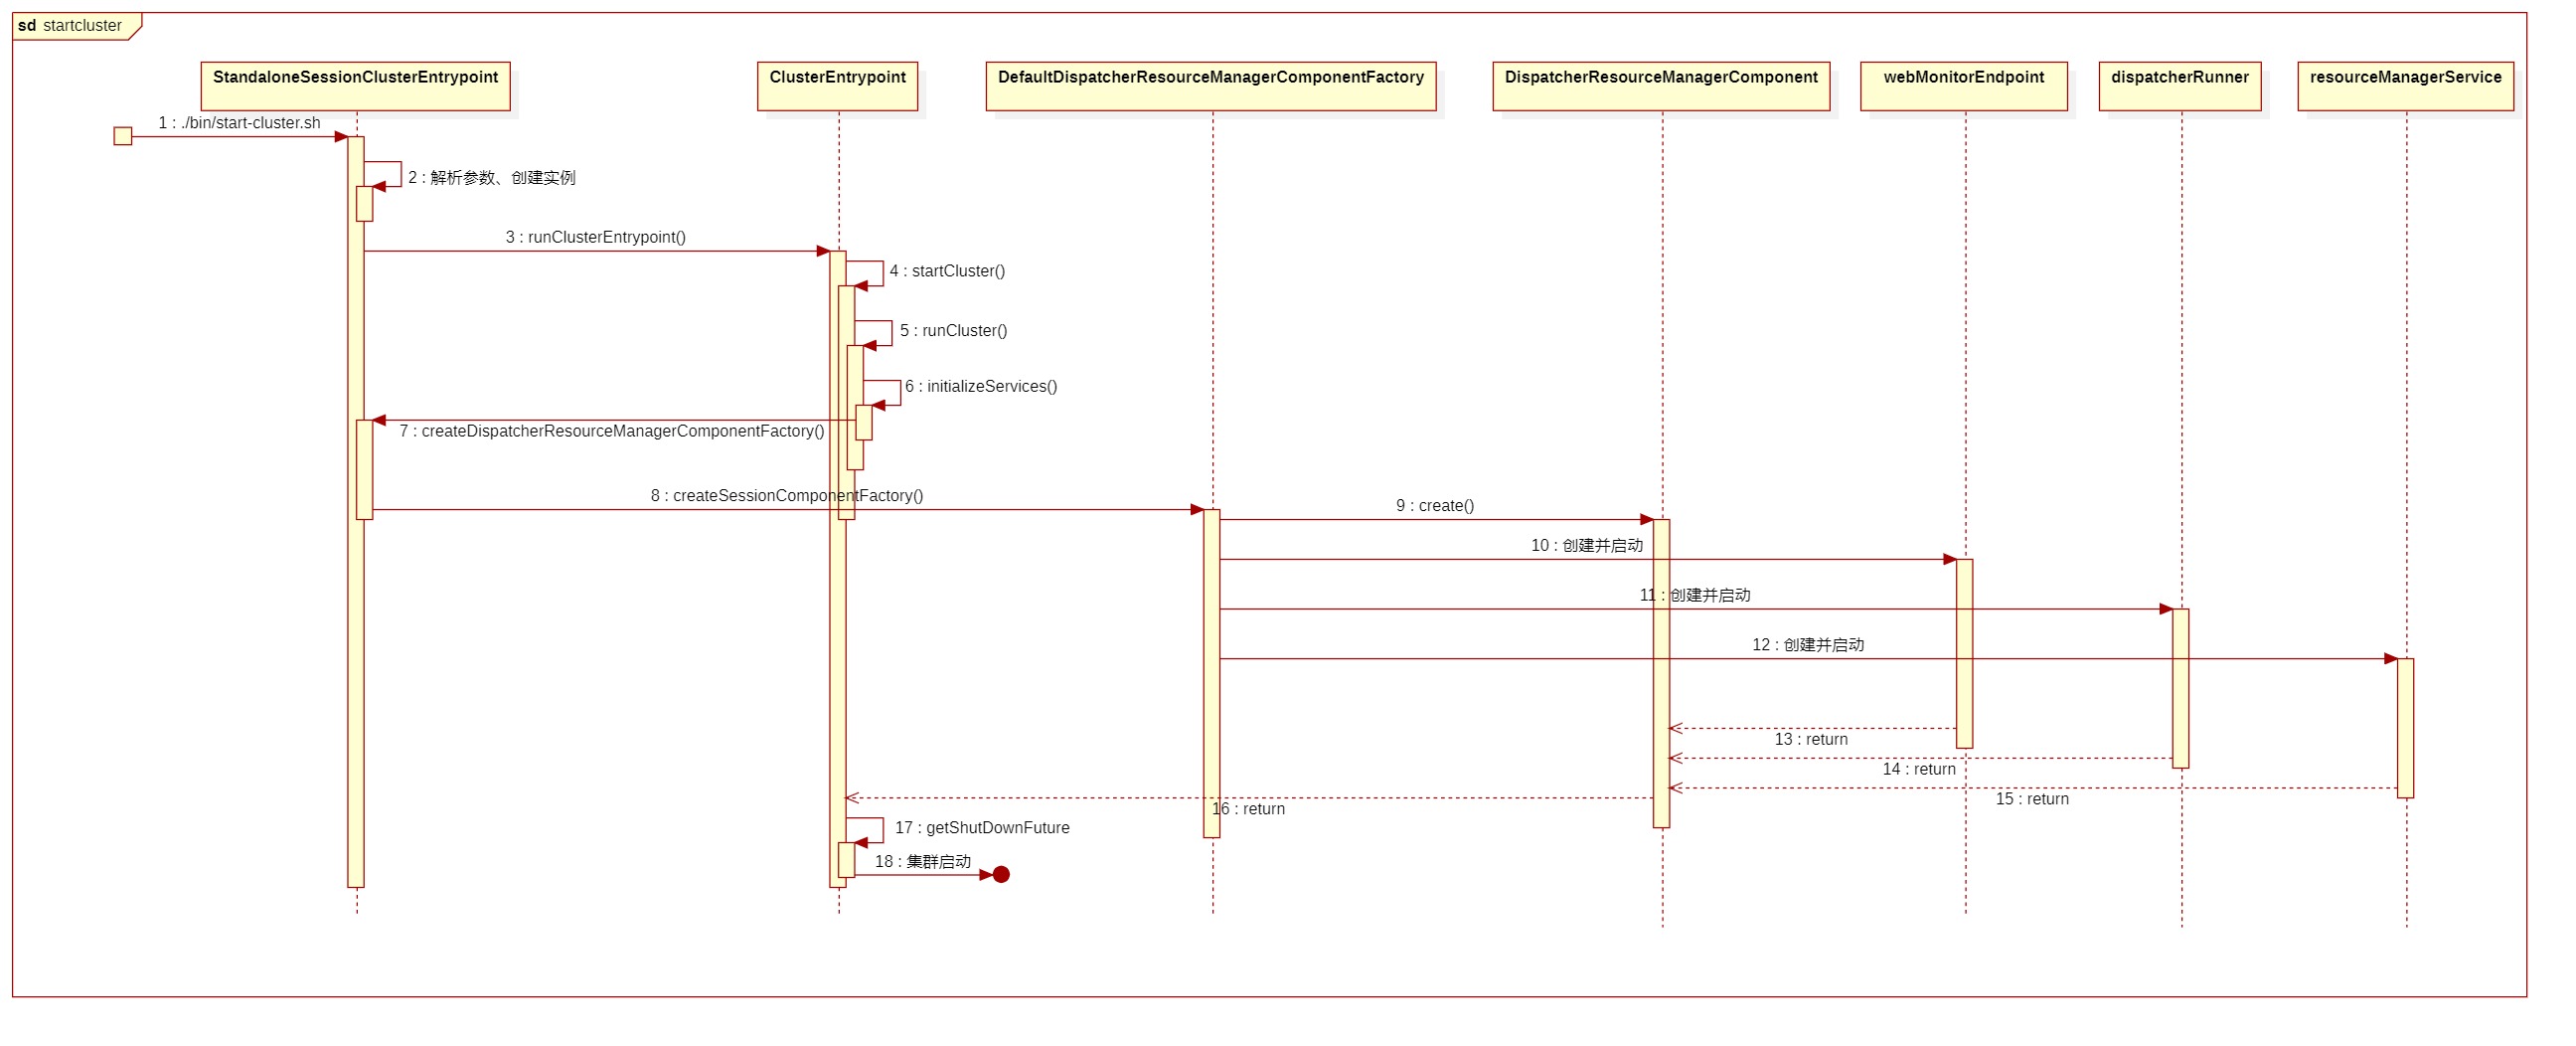 sd startcluster
StandaloneSessionClusterEntrypoint
ClusterEntrypoint
DefaultDispatcherResourceManagerComponentFactory
DispatcherResourceManagerComponent
webMonitorEndpoint
dispatcherRunner
resourceManagerService
1 : ./bin/start-cluster.sh
2 : 解析参数、创建实例
3 : runClusterEntrypoint()
4 : startCluster()
5 : runCluster()
6 : initializeServices()
7 : createDispatcherResourceManagerComponentFactory()
8 : createSessionComponentFactory()
9 : create()
10 : 创建并启动
11 : 创建并启动
12 : 创建并启动
13 : return
14 : return
15 : return
16 : return
17 : getShutDownFuture
18 : 集群启动